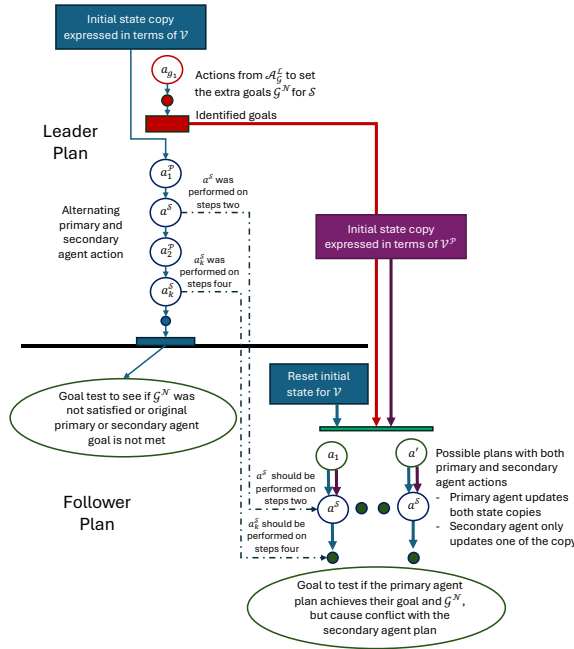 Initial state copy
expressed in terms of 𝒱
a_{g_1}
Actions from 𝒜_𝒢^ℒ to set
the extra goals 𝒢^𝒩 for 𝒮
Identified goals
Leader
Plan
a_1^𝒫
a^𝒮 was
performed on
steps two
a^𝒮
Alternating
primary and
secondary
agent action
a_2^𝒫
a_k^𝒮 was
performed on
steps four
a_k^𝒮
Initial state copy
expressed in terms of 𝒱^𝒫
Reset initial
state for 𝒱
Goal test to see if 𝒢^𝒩 was
not satisfied or original
primary or secondary agent
goal is not met
Follower
Plan
a_1
a′
Possible plans with both
primary and secondary
agent actions
- Primary agent updates
both state copies
- Secondary agent only
updates one of the copy
a^𝒮 should be
performed on
steps two
a^𝒮
a^𝒮
a_k^𝒮 should be
performed on
steps four
Goal to test if the primary agent
plan achieves their goal and 𝒢^𝒩,
but cause conflict with the
secondary agent plan